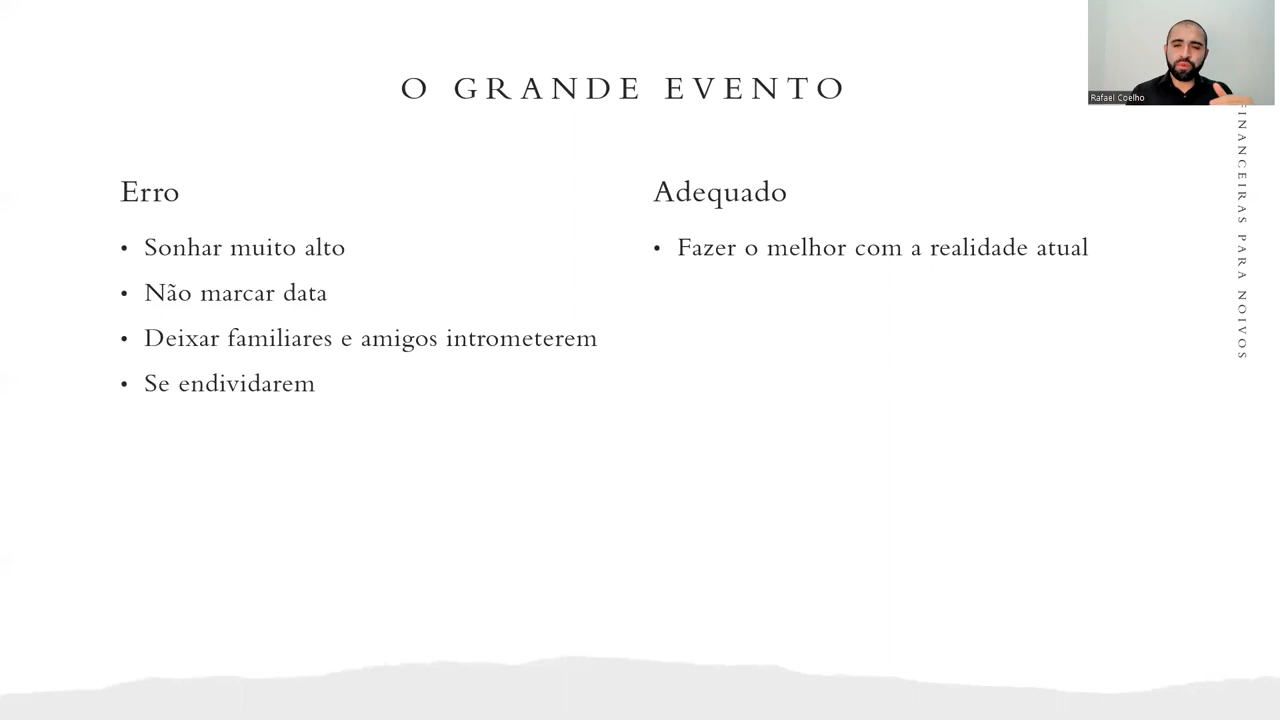 O GRANDE EVENTO
Rafael Coelho
Erro
• Sonhar muito alto
• Não marcar data
• Deixar familiares e amigos intrometerem
• Se endividarem
Adequado
• Fazer o melhor com a realidade atual
INANCEIRAS PARA NOIVOS